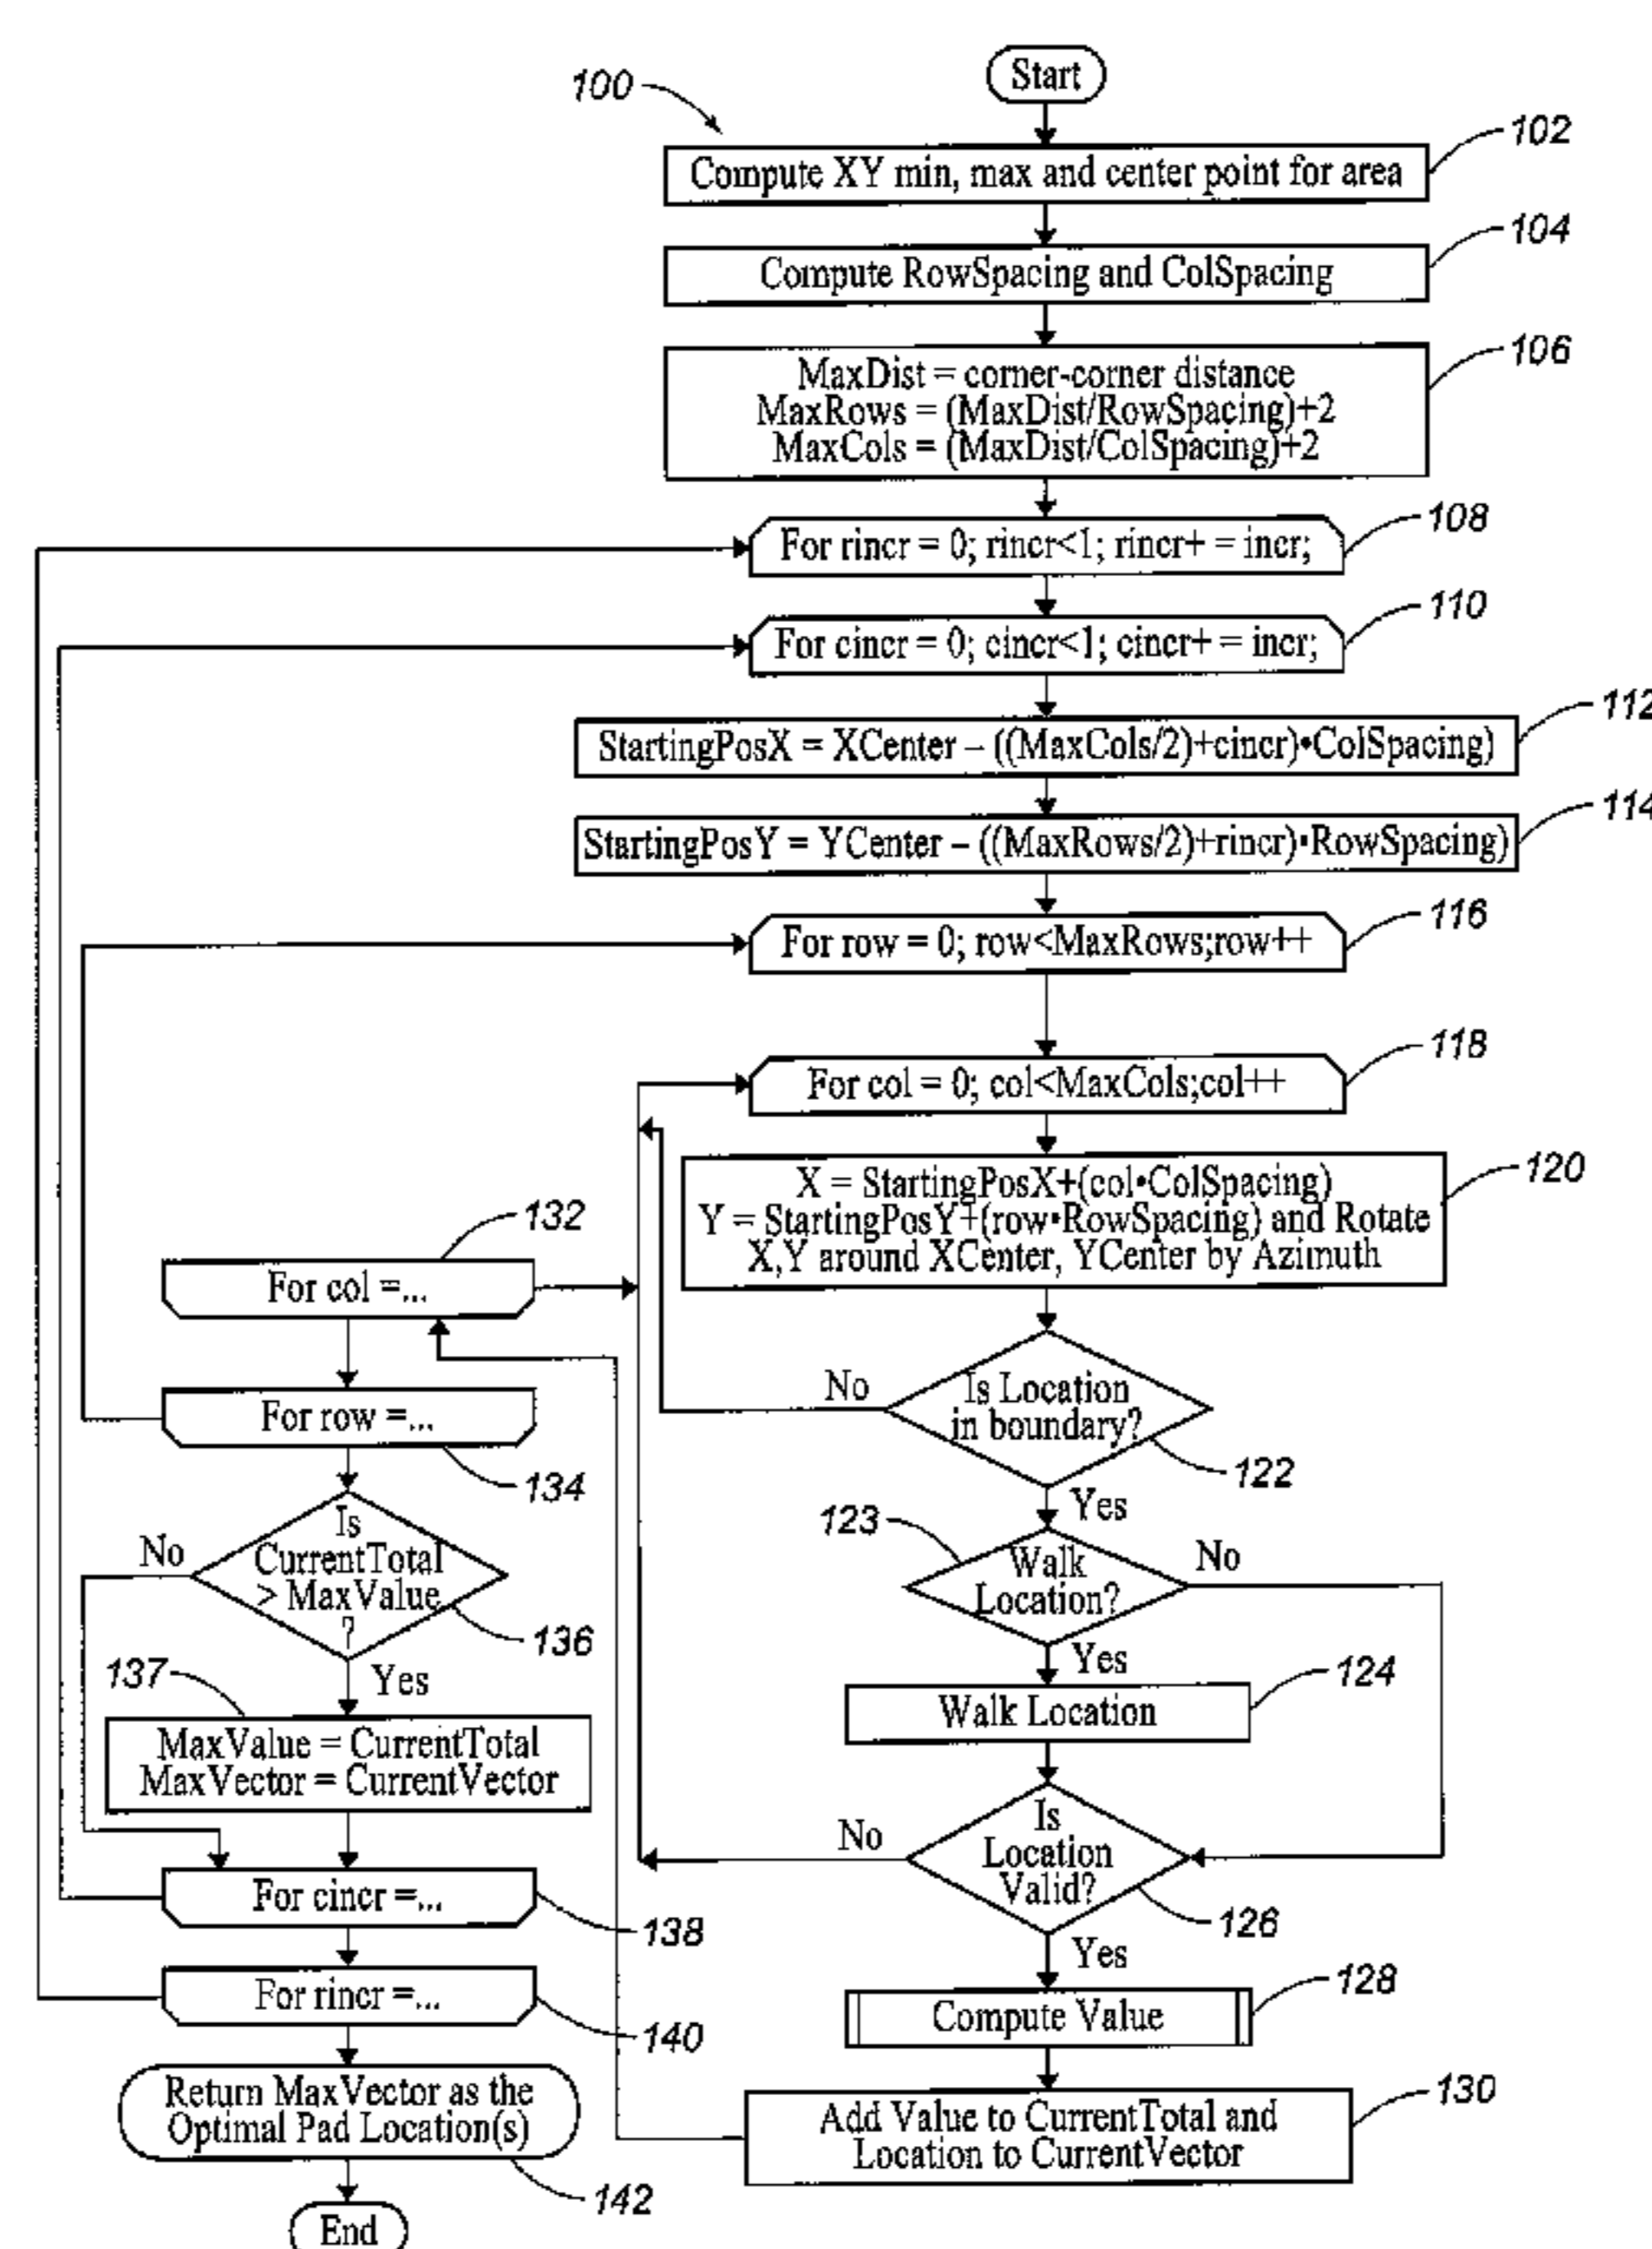 Start
100
102
Compute XY min, max and center point for area
104
Compute RowSpacing and ColSpacing
106
MaxDist = corner-corner distance
MaxRows = (MaxDist/RowSpacing)+2
MaxCols = (MaxDist/ColSpacing)+2
108
For rincr = 0; rincr<1; rincr+ = incr;
110
For cincr = 0; cincr<1; cincr+ = incr;
112
StartingPosX = XCenter – ((MaxCols/2)+cincr)•ColSpacing)
114
StartingPosY = YCenter – ((MaxRows/2)+rincr)•RowSpacing)
116
For row = 0; row<MaxRows;row++
118
For col = 0; col<MaxCols;col++
120
X = StartingPosX+(col•ColSpacing)
Y = StartingPosY+(row•RowSpacing) and Rotate
X,Y around XCenter, YCenter by Azimuth
No
Is Location
in boundary?
122
Yes
123
Walk
Location?
No
Yes
124
Walk Location
No
Is
Location
Valid?
126
Yes
128
Compute Value
130
Add Value to CurrentTotal and
Location to CurrentVector
132
For col =...
For row =...
134
No
Is
CurrentTotal
> MaxValue
?
136
137
Yes
MaxValue = CurrentTotal
MaxVector = CurrentVector
For cincr =...
138
For rincr =...
140
Return MaxVector as the
Optimal Pad Location(s)
142
End